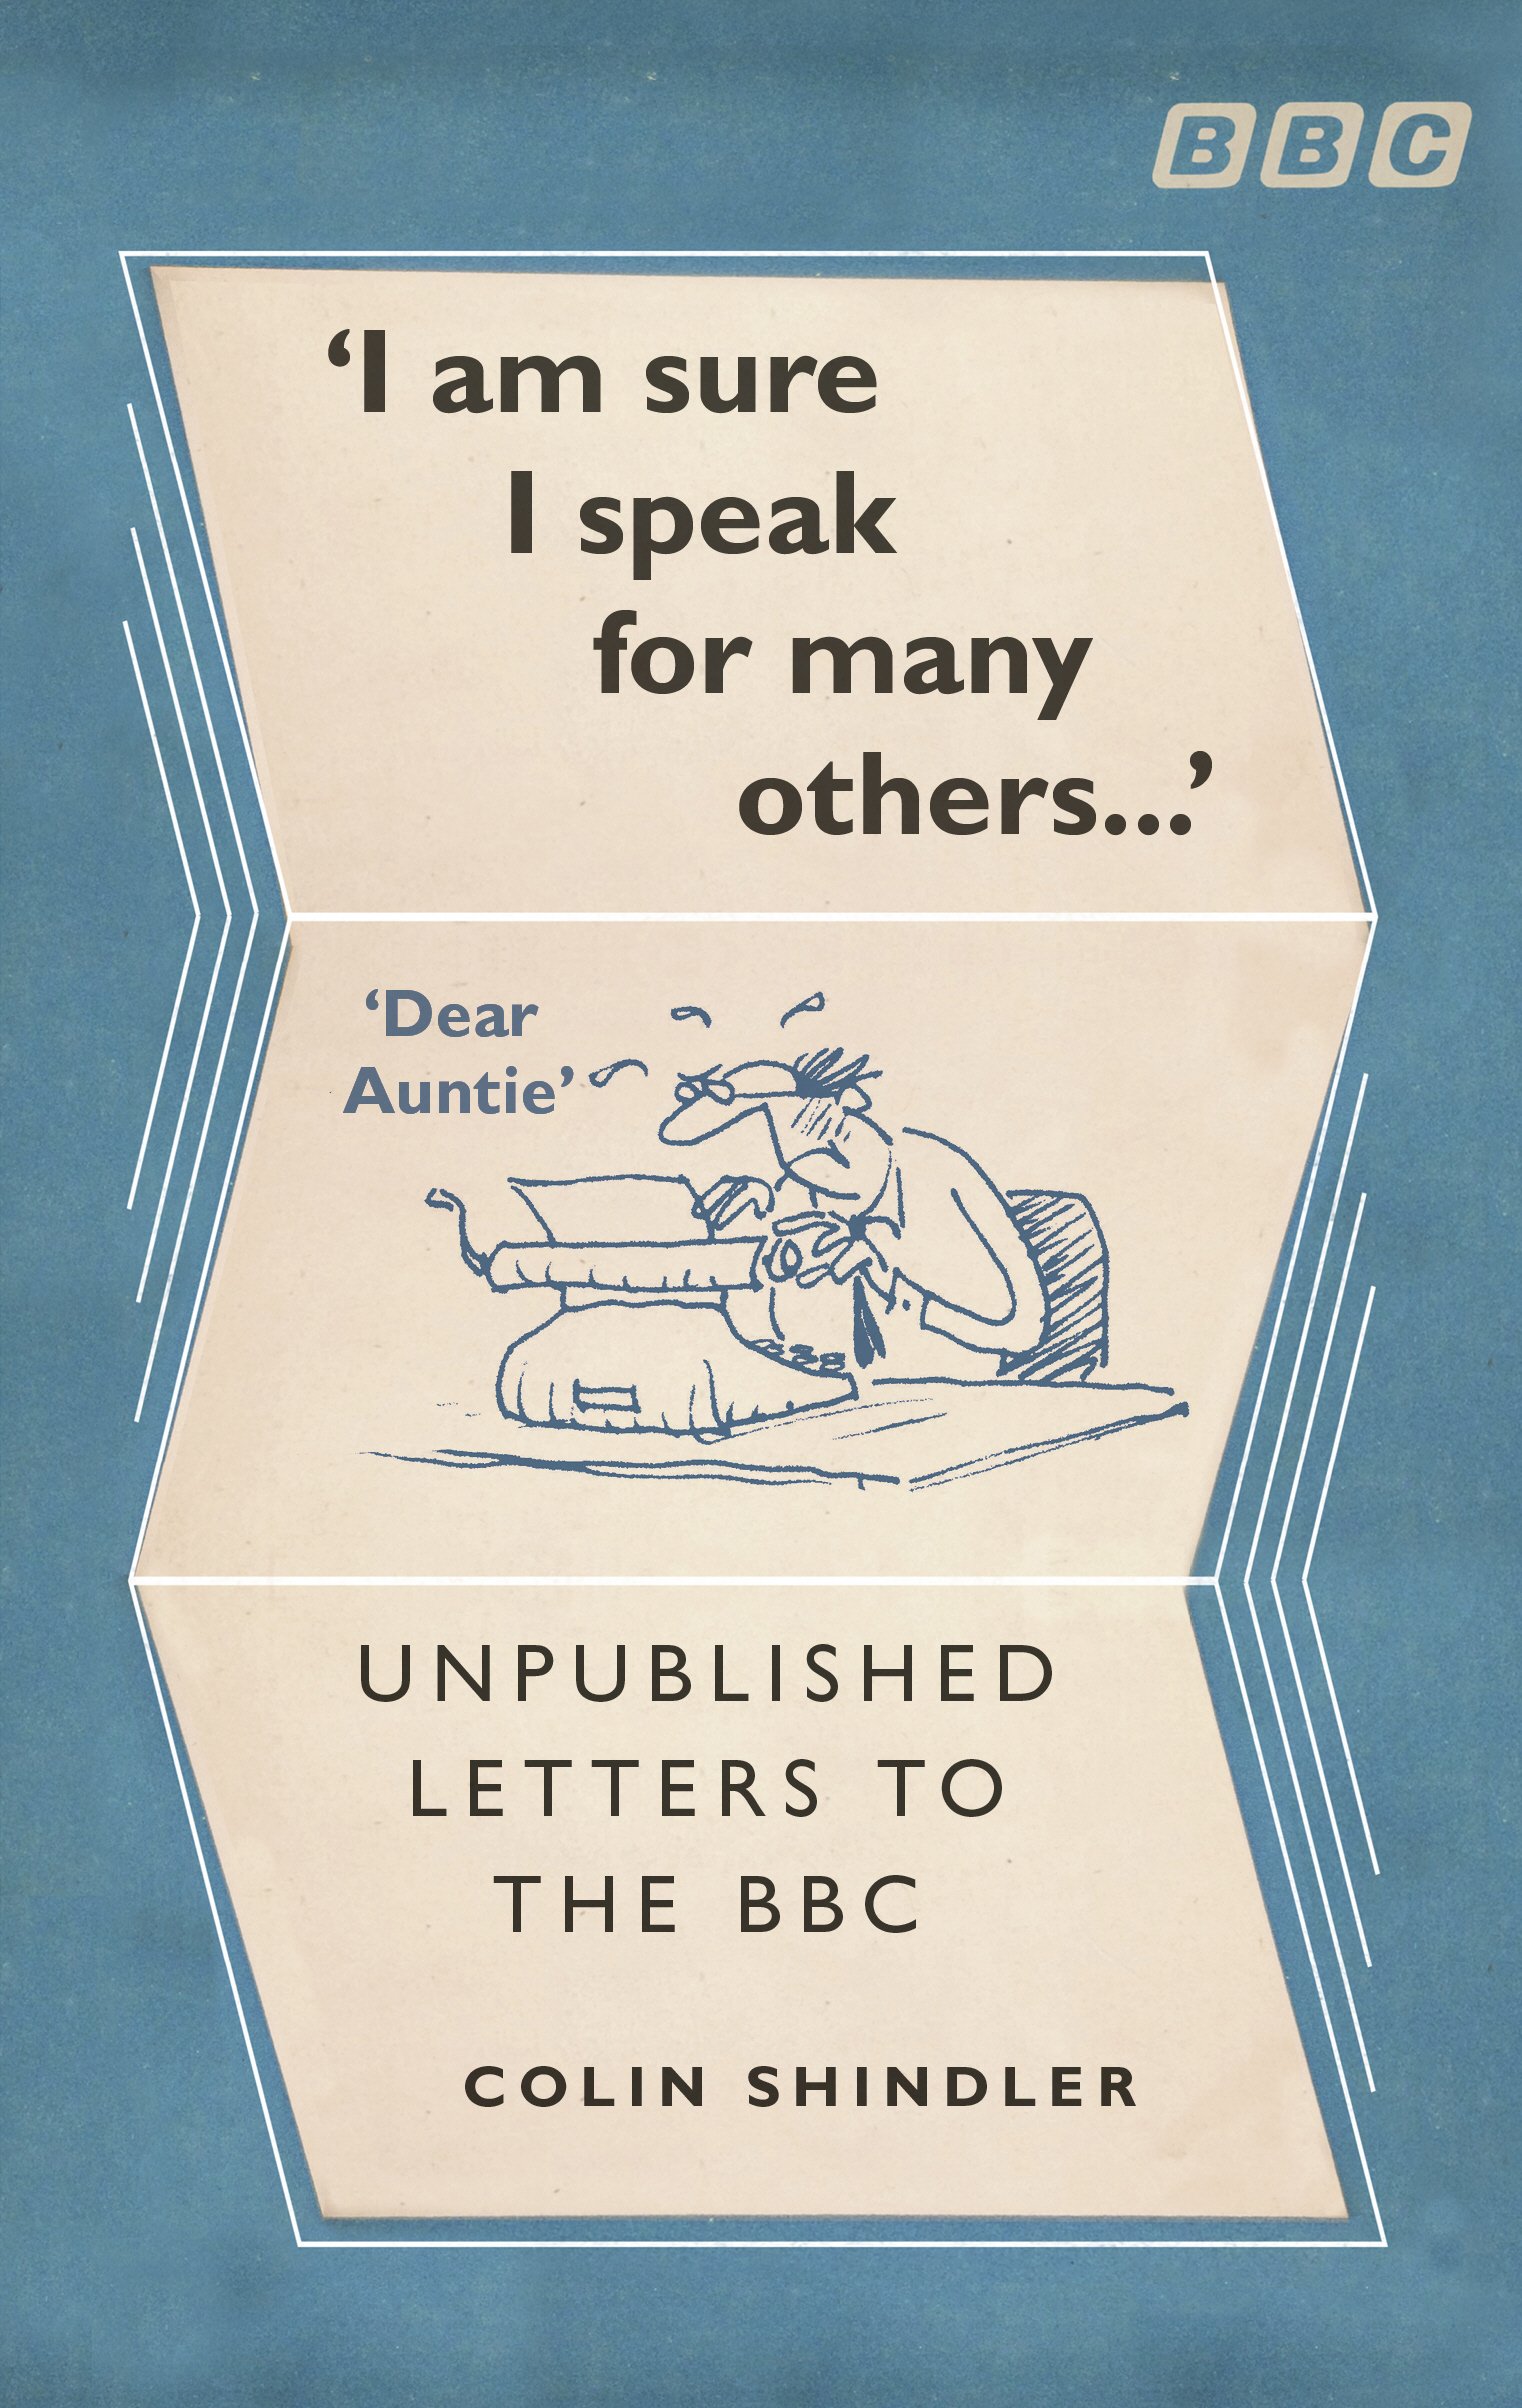 BBC
‘I am sure
I speak
for many
others...’
‘Dear
Auntie’
UNPUBLISHED
LETTERS TO
THE BBC
COLIN SHINDLER